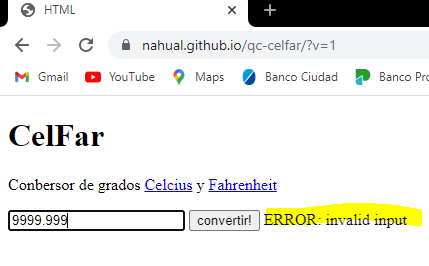 HTML
nahual.github.io/qc-celfar/?v=1
Gmail YouTube Maps Banco Ciudad Banco Pro
CelFar
Conbersor de grados Celcius y Fahrenheit
9999.999 convertir! ERROR: invalid input